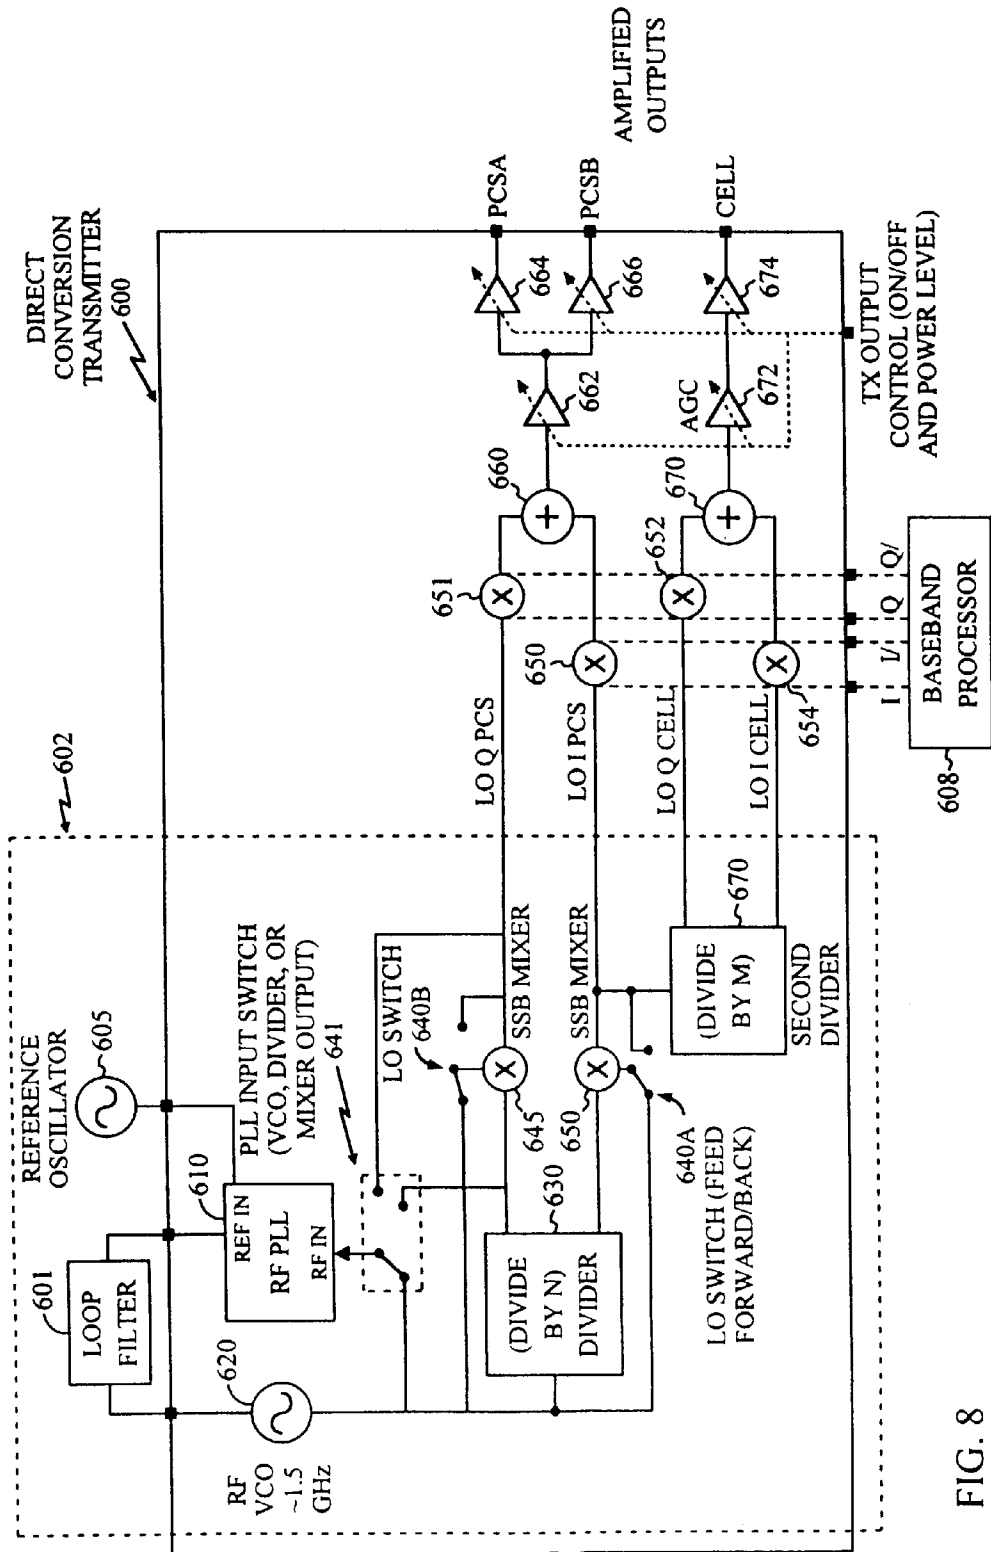 DIRECT
CONVERSION
TRANSMITTER
600
602
REFERENCE
OSCILLATOR
605
601
LOOP
FILTER
610
REF IN
RF PLL
RF IN
620
RF
VCO
~1.5
GHz
PLL INPUT SWITCH
(VCO, DIVIDER, OR
MIXER OUTPUT)
641
LO SWITCH
640B
SSB MIXER
645
630
(DIVIDE
BY N)
DIVIDER
SSB MIXER
650
640A
LO SWITCH (FEED
FORWARD/BACK)
670
(DIVIDE
BY M)
SECOND
DIVIDER
LO Q PCS
LO I PCS
LO Q CELL
LO I CELL
651
X
650
X
652
X
654
X
X
X
660
+
670
+
662
664
666
AGC
672
674
PCSA
PCSB
CELL
AMPLIFIED
OUTPUTS
TX OUTPUT
CONTROL (ON/OFF
AND POWER LEVEL)
I
I/
Q
Q/
BASEBAND
PROCESSOR
608
FIG. 8